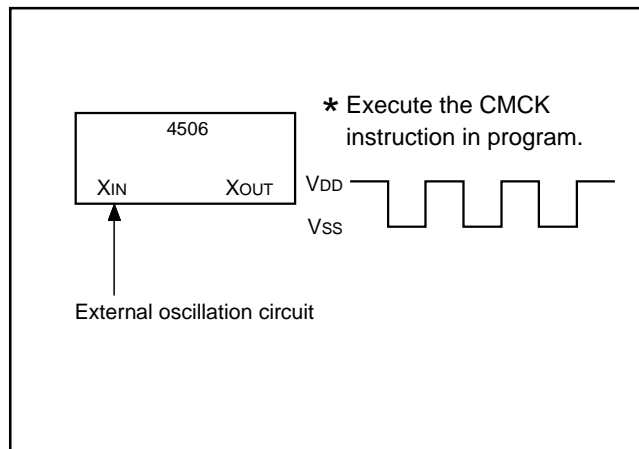 * Execute the CMCK
instruction in program.
4506
XIN XOUT
VDD
VSS
External oscillation circuit